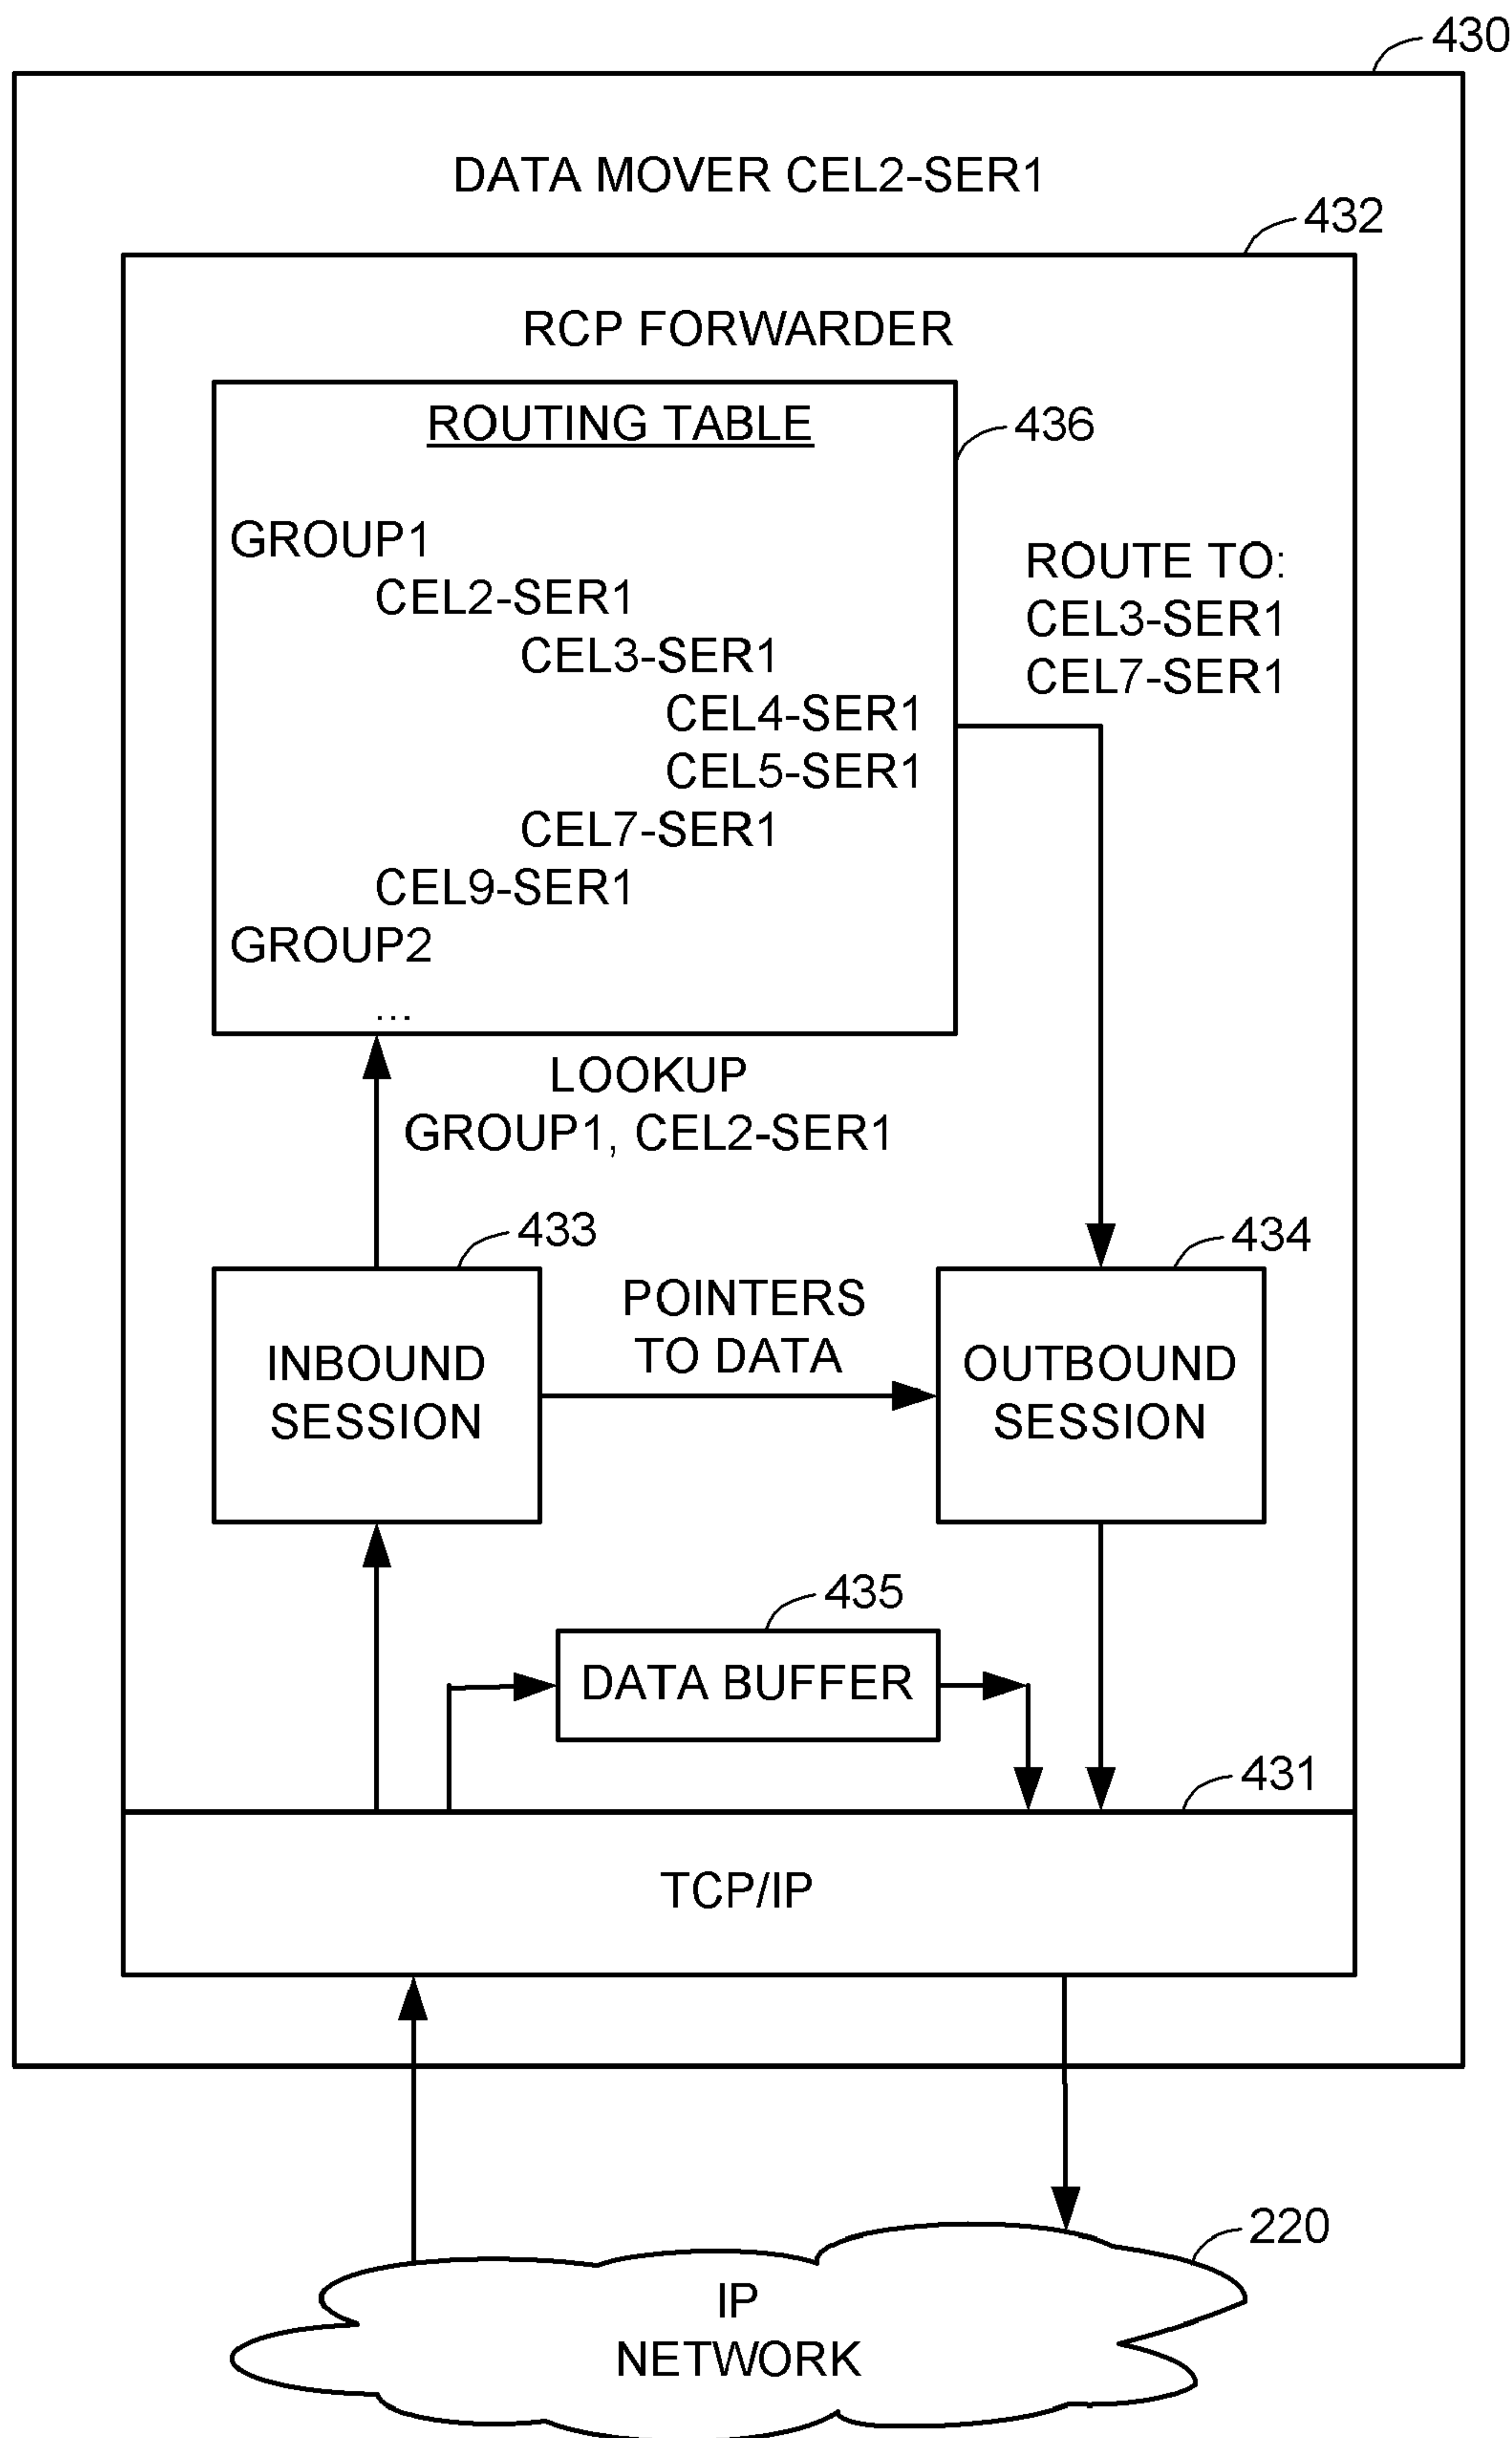 430
DATA MOVER CEL2-SER1
432
RCP FORWARDER
ROUTING TABLE
436
GROUP1
CEL2-SER1
CEL3-SER1
CEL4-SER1
CEL5-SER1
CEL7-SER1
CEL9-SER1
GROUP2
...
ROUTE TO:
CEL3-SER1
CEL7-SER1
LOOKUP
GROUP1, CEL2-SER1
433
434
INBOUND
SESSION
POINTERS
TO DATA
OUTBOUND
SESSION
435
DATA BUFFER
431
TCP/IP
220
IP
NETWORK